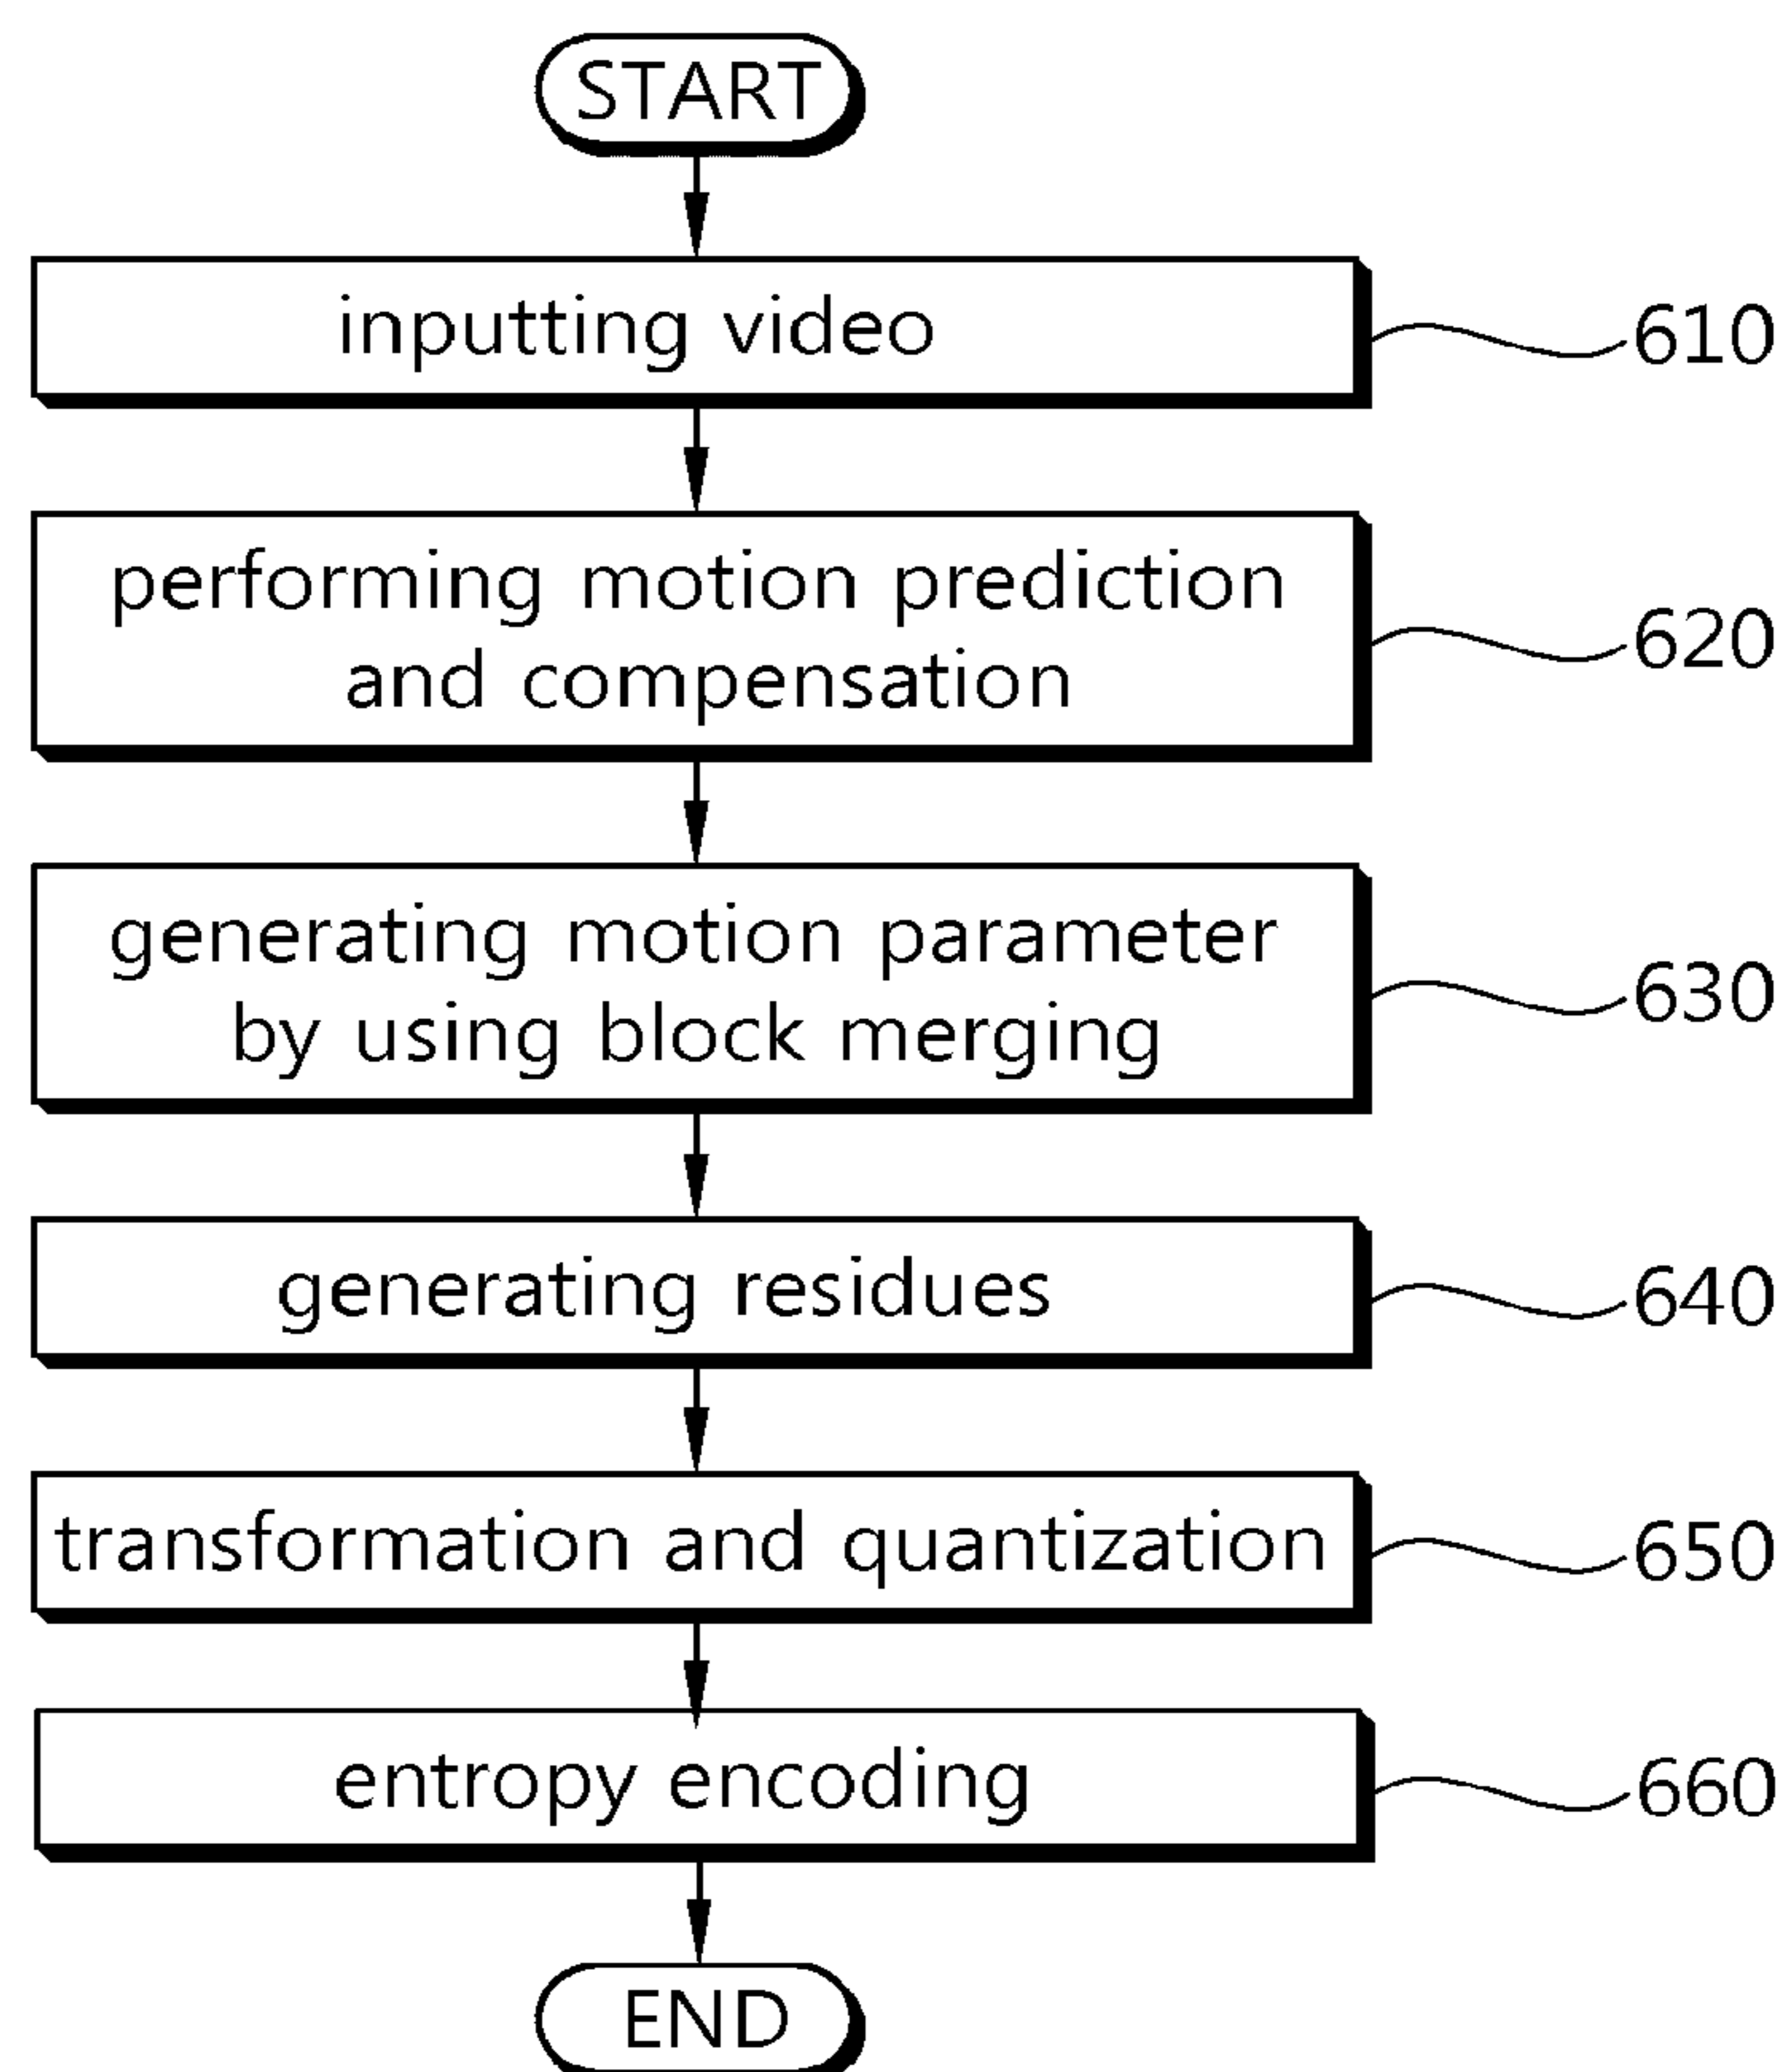 START
inputting video
610
performing motion prediction
and compensation
620
generating motion parameter
by using block merging
630
generating residues
640
transformation and quantization
650
entropy encoding
660
END